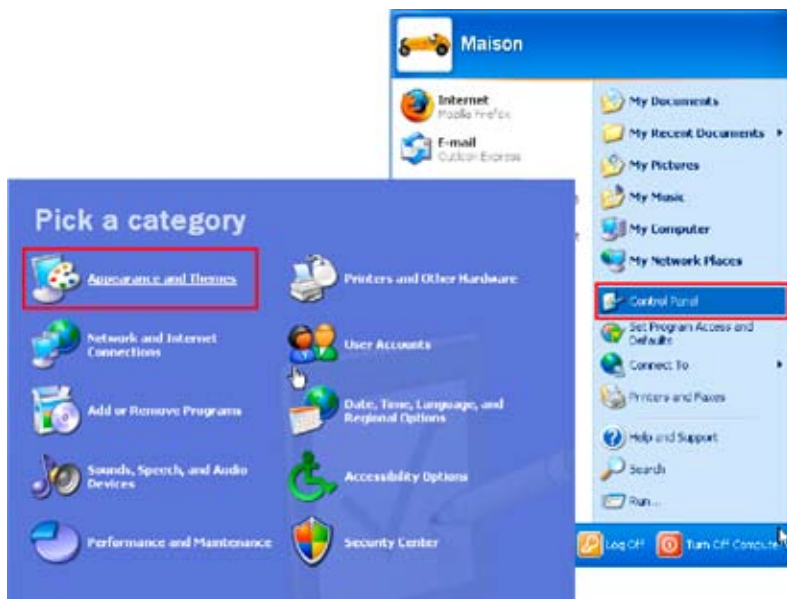 Maison
Internet
Mozilla Firefox
E-mail
Outlook Express
My Documents
My Recent Documents
My Pictures
My Music
My Computer
My Network Places
Control Panel
Set Program Access and
Defaults
Connect To
Printers and Faxes
Help and Support
Search
Run...
Log Off
Turn Off Computer
Pick a category
Appearance and Themes
Printers and Other Hardware
Network and Internet
Connections
User Accounts
Add or Remove Programs
Date, Time, Language, and
Regional Options
Sounds, Speech, and Audio
Devices
Accessibility Options
Performance and Maintenance
Security Center